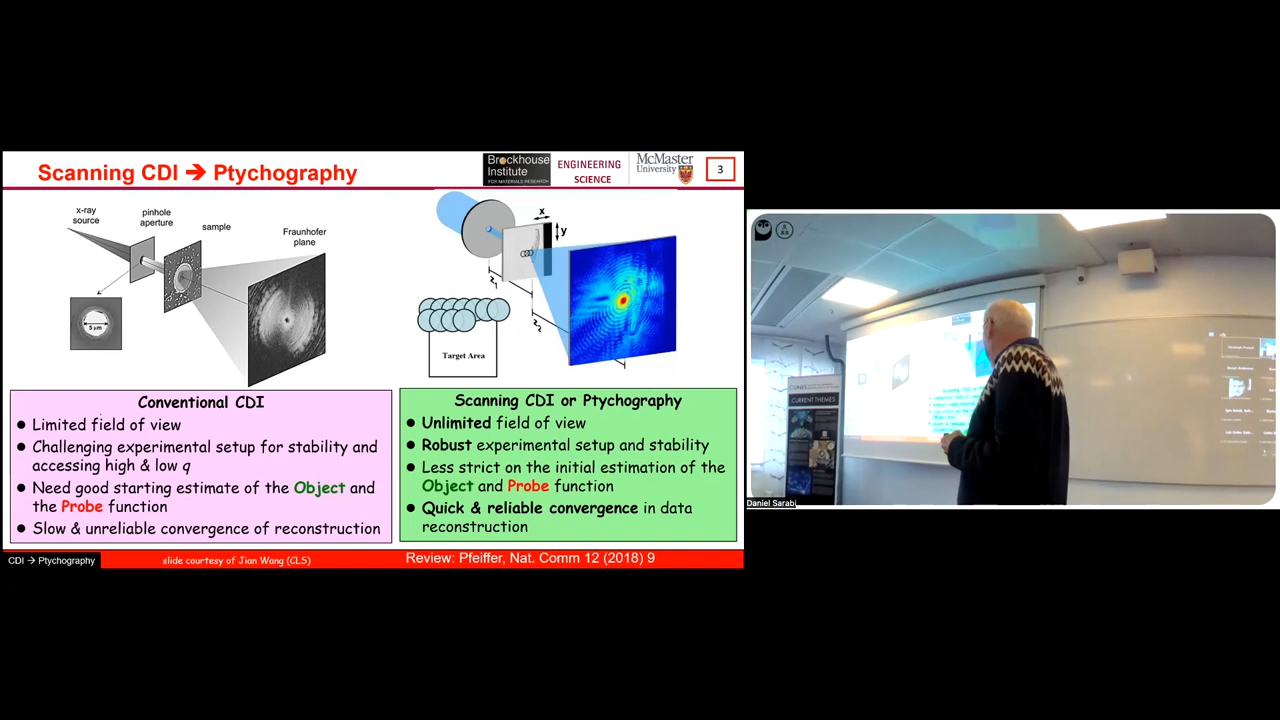 Scanning CDI ➔ Ptychography
Brockhouse
Institute
FOR MATERIALS RESEARCH
ENGINEERING
SCIENCE
McMaster
University
3
x-ray
source
pinhole
aperture
sample
Fraunhofer
plane
5 µm
x
y
z1
z2
Target Area
Conventional CDI
● Limited field of view
● Challenging experimental setup for stability and
accessing high & low q
● Need good starting estimate of the Object and
the Probe function
● Slow & unreliable convergence of reconstruction
Scanning CDI or Ptychography
● Unlimited field of view
● Robust experimental setup and stability
● Less strict on the initial estimation of the
Object and Probe function
● Quick & reliable convergence in data
reconstruction
CDI → Ptychography
slide courtesy of Jian Wang (CLS)
Review: Pfeiffer, Nat. Comm 12 (2018) 9
CURRENT THEMES
Daniel Sarabi